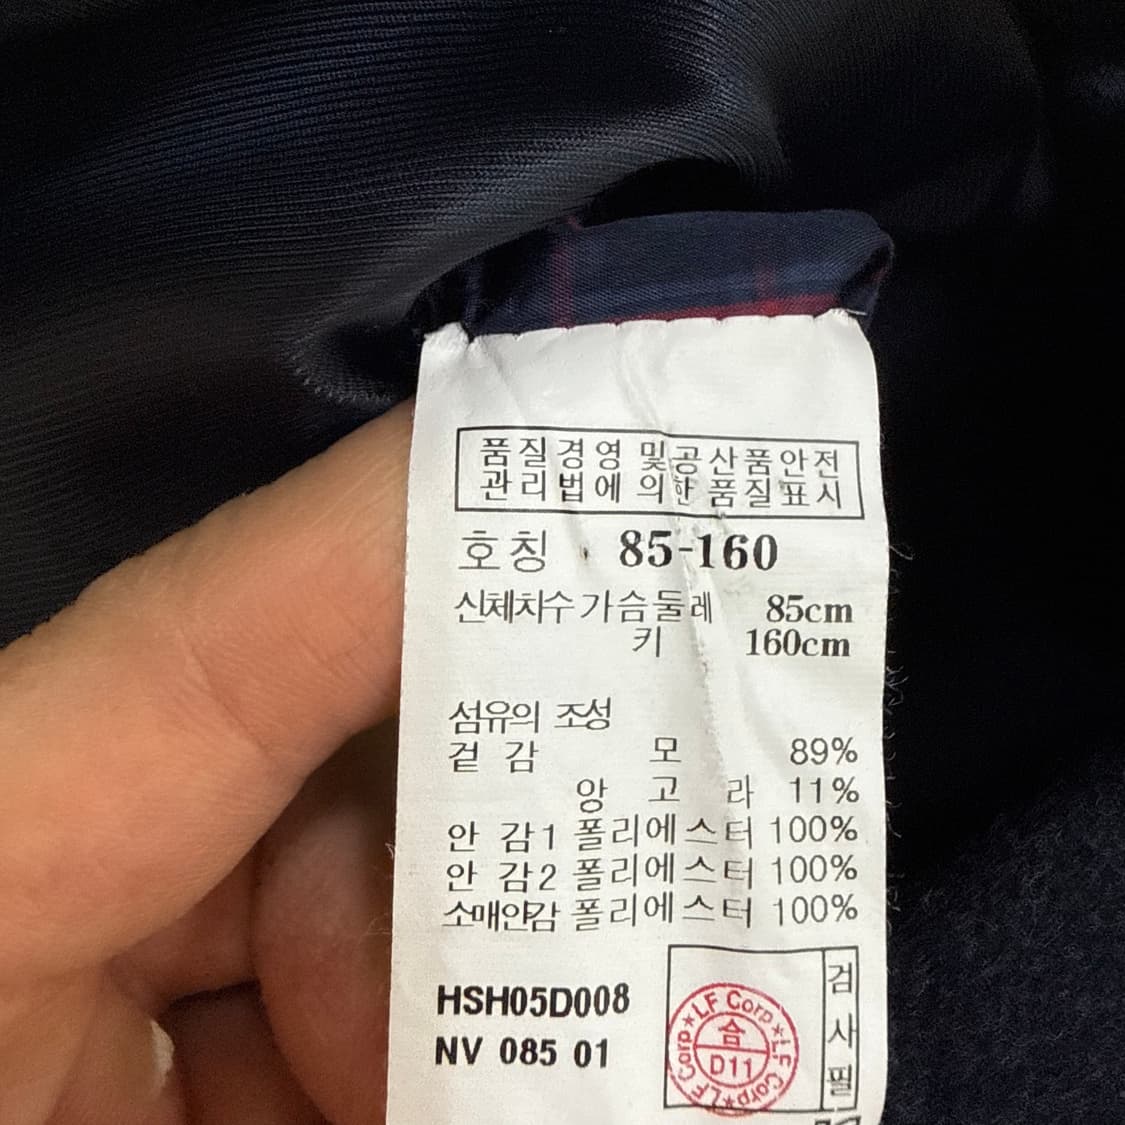 품질경영 및 공산품안전
관리법에 의한 품질표시
호칭 85-160
신체치수 가슴둘레 85cm
키 160cm
섬유의 조성
겉감 모 89%
앙고라 11%
안감1 폴리에스터 100%
안감2 폴리에스터 100%
소매안감 폴리에스터 100%
HSH05D008
NV 085 01
검사필
LF Corp★LF Corp★LF Corp★
D11